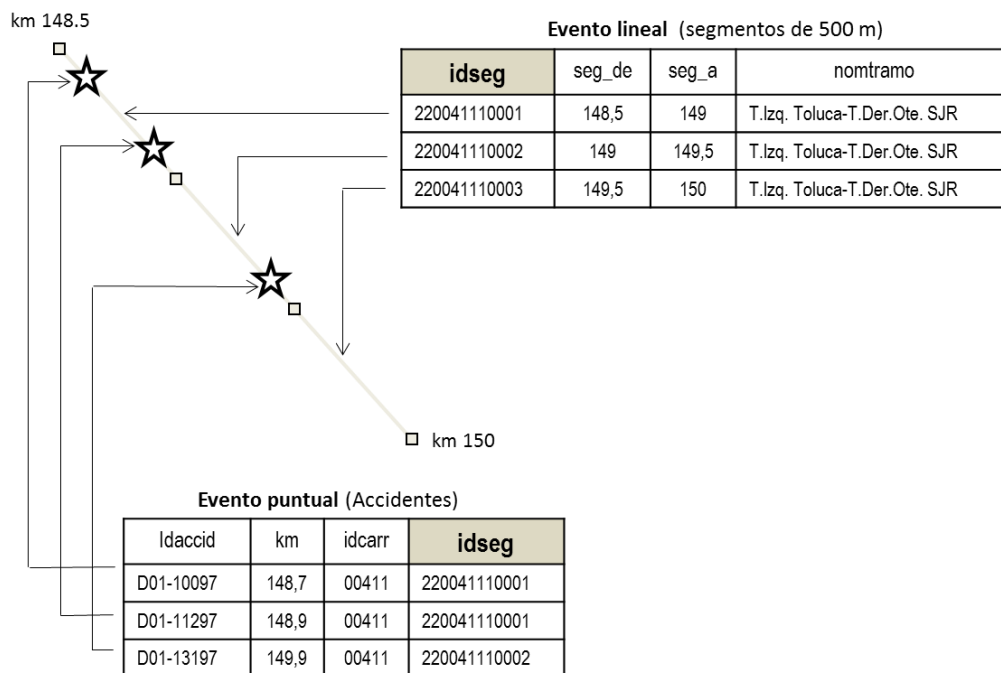 km 148.5
Evento lineal (segmentos de 500 m)
idseg seg_de seg_a nomtramo
220041110001 148,5 149 T.Izq. Toluca-T.Der.Ote. SJR
220041110002 149 149,5 T.Izq. Toluca-T.Der.Ote. SJR
220041110003 149,5 150 T.Izq. Toluca-T.Der.Ote. SJR
km 150
Evento puntual (Accidentes)
Idaccid km idcarr idseg
D01-10097 148,7 00411 220041110001
D01-11297 148,9 00411 220041110001
D01-13197 149,9 00411 220041110002